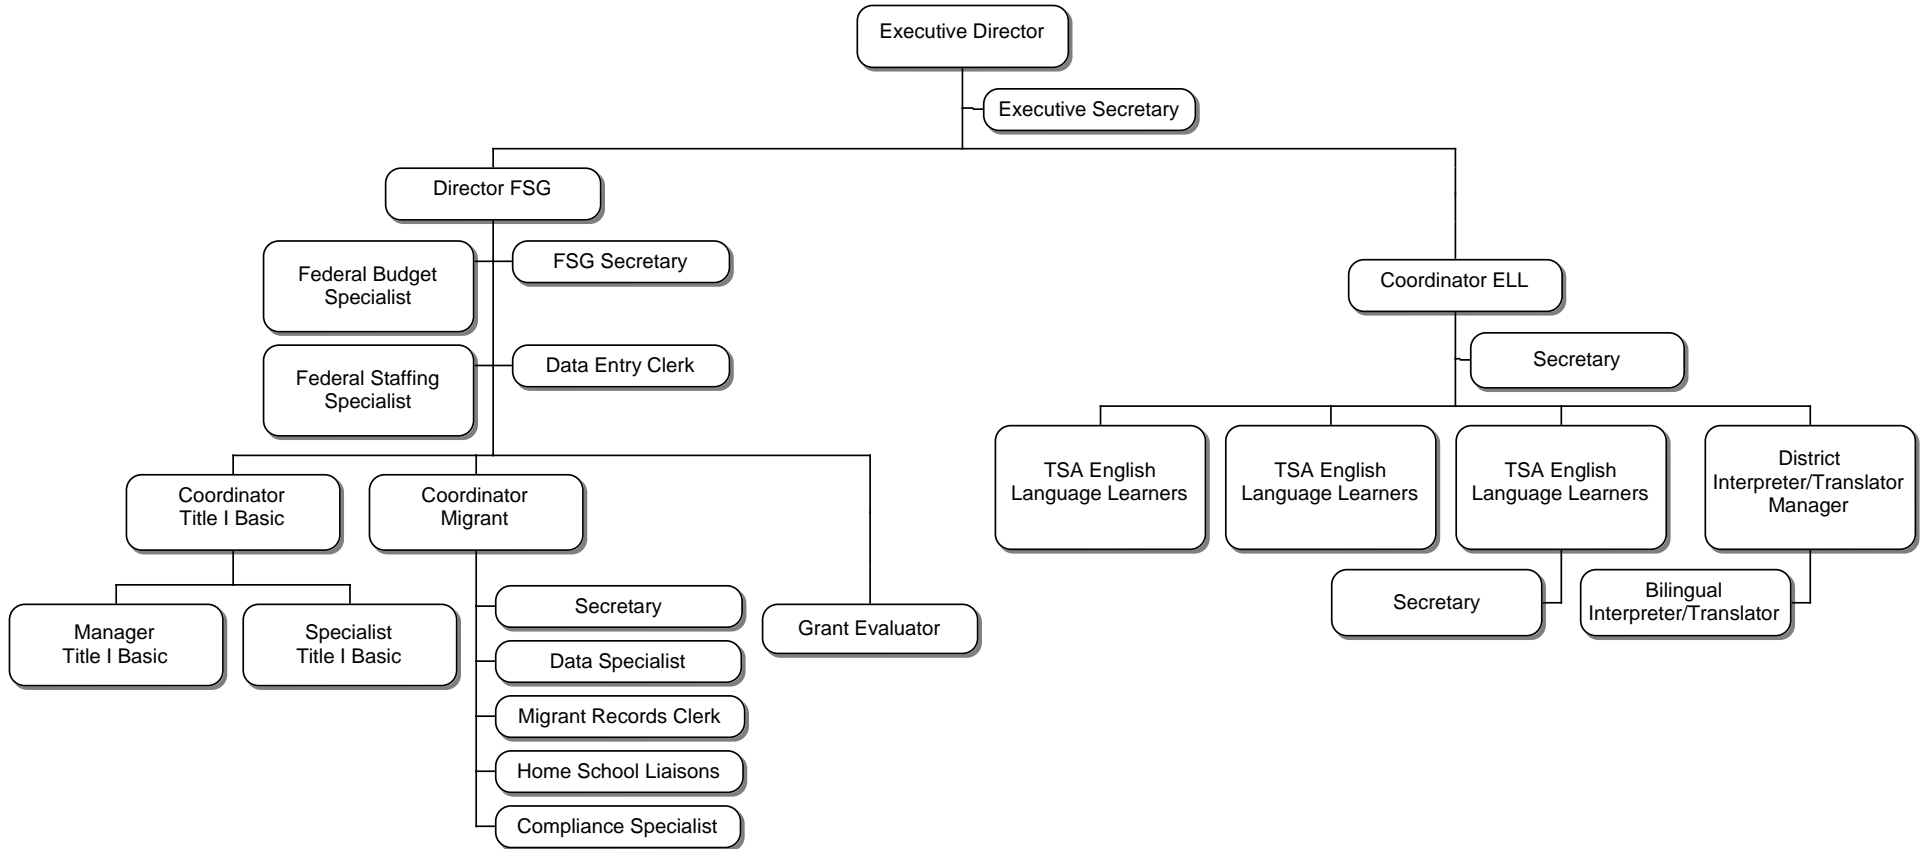 Executive Director
Executive Secretary
Director FSG
Federal Budget
Specialist
FSG Secretary
Federal Staffing
Specialist
Data Entry Clerk
Coordinator
Title I Basic
Coordinator
Migrant
Manager
Title I Basic
Specialist
Title I Basic
Secretary
Data Specialist
Migrant Records Clerk
Home School Liaisons
Compliance Specialist
Grant Evaluator
Coordinator ELL
Secretary
TSA English
Language Learners
TSA English
Language Learners
TSA English
Language Learners
District
Interpreter/Translator
Manager
Secretary
Bilingual
Interpreter/Translator